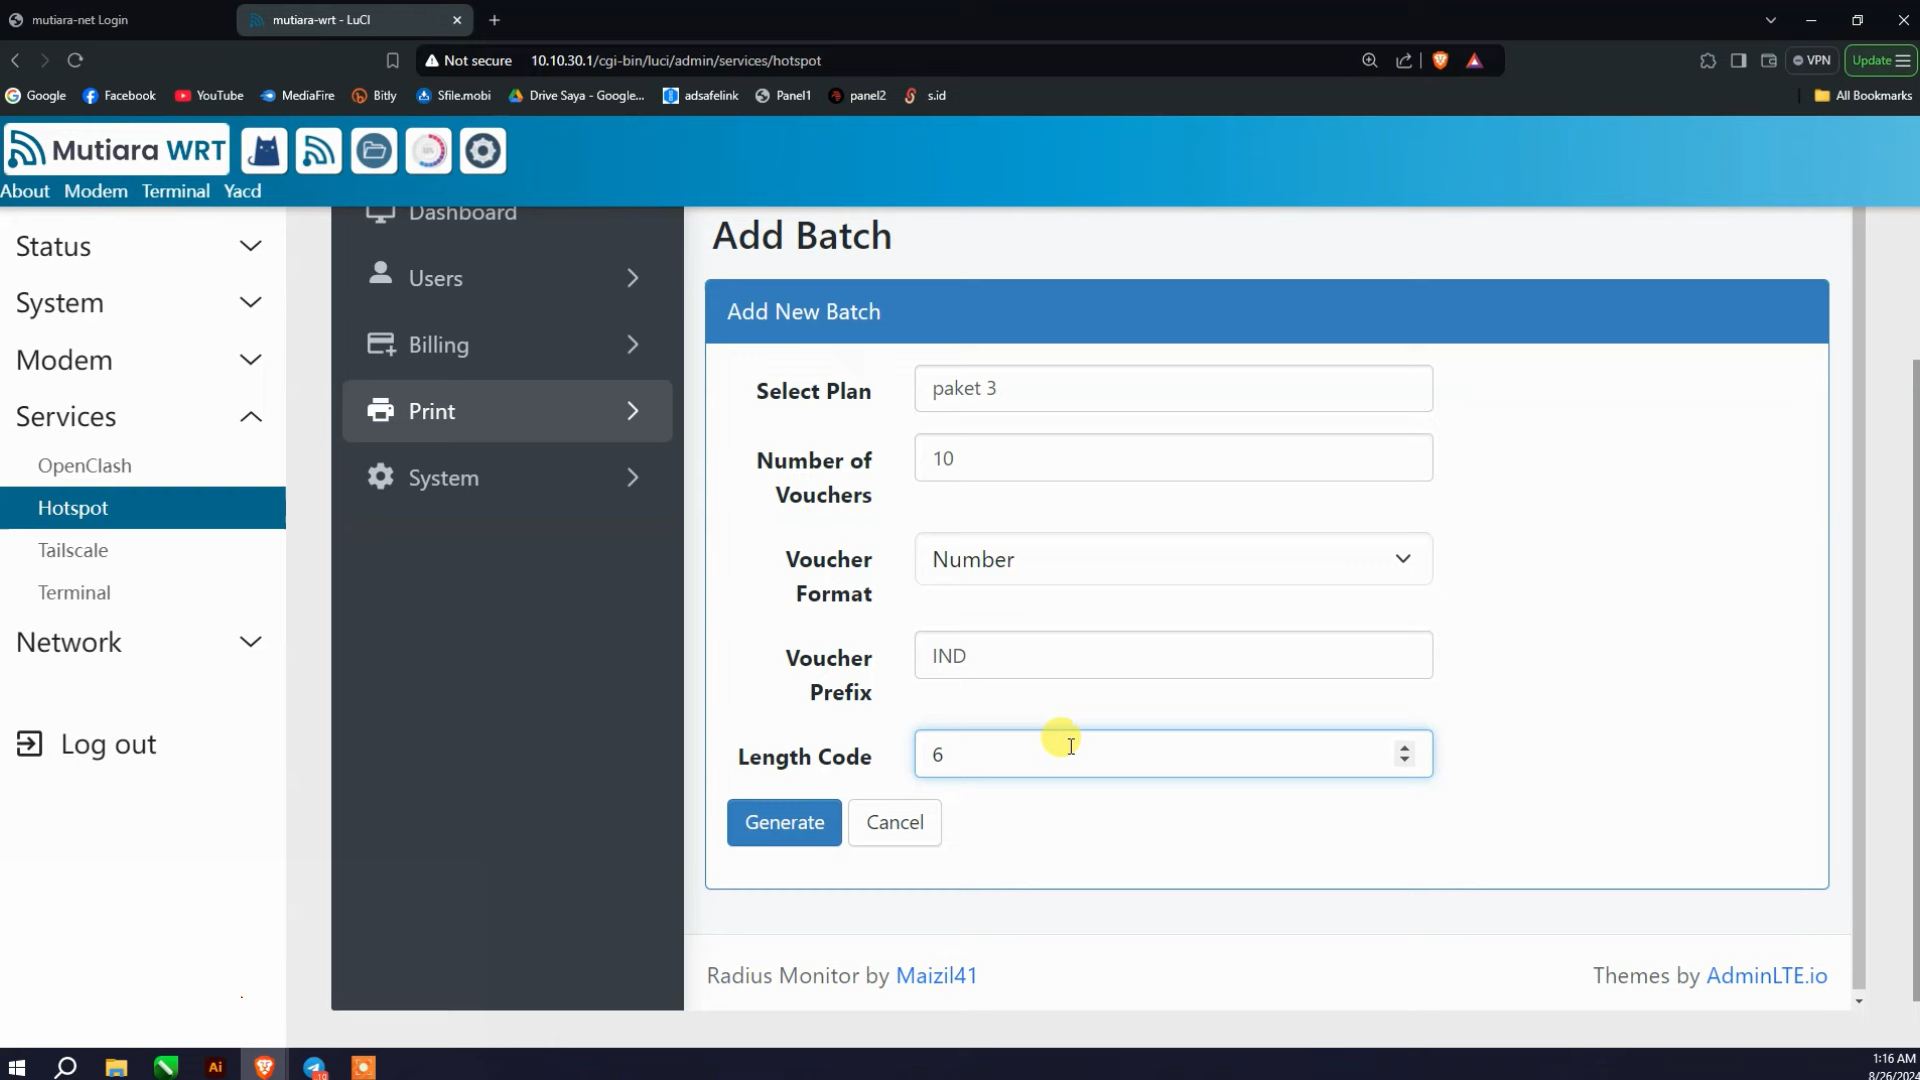 mutiara-net Login
mutiara-wrt - LuCI
Not secure 10.10.30.1/cgi-bin/luci/admin/services/hotspot
VPN
Update
Google
Facebook
YouTube
MediaFire
Bitly
Sfile.mobi
Drive Saya - Google...
adsafelink
Panel1
panel2
s.id
All Bookmarks
Mutiara WRT
About Modem Terminal Yacd
Status
System
Modem
Services
OpenClash
Hotspot
Tailscale
Terminal
Network
Log out
Dashboard
Users
Billing
Print
System
Add Batch
Add New Batch
Select Plan
paket 3
Number of
Vouchers
10
Voucher
Format
Number
Voucher
Prefix
IND
Length Code
6
Generate
Cancel
Radius Monitor by Maizil41
Themes by AdminLTE.io
Ai
1:16 AM